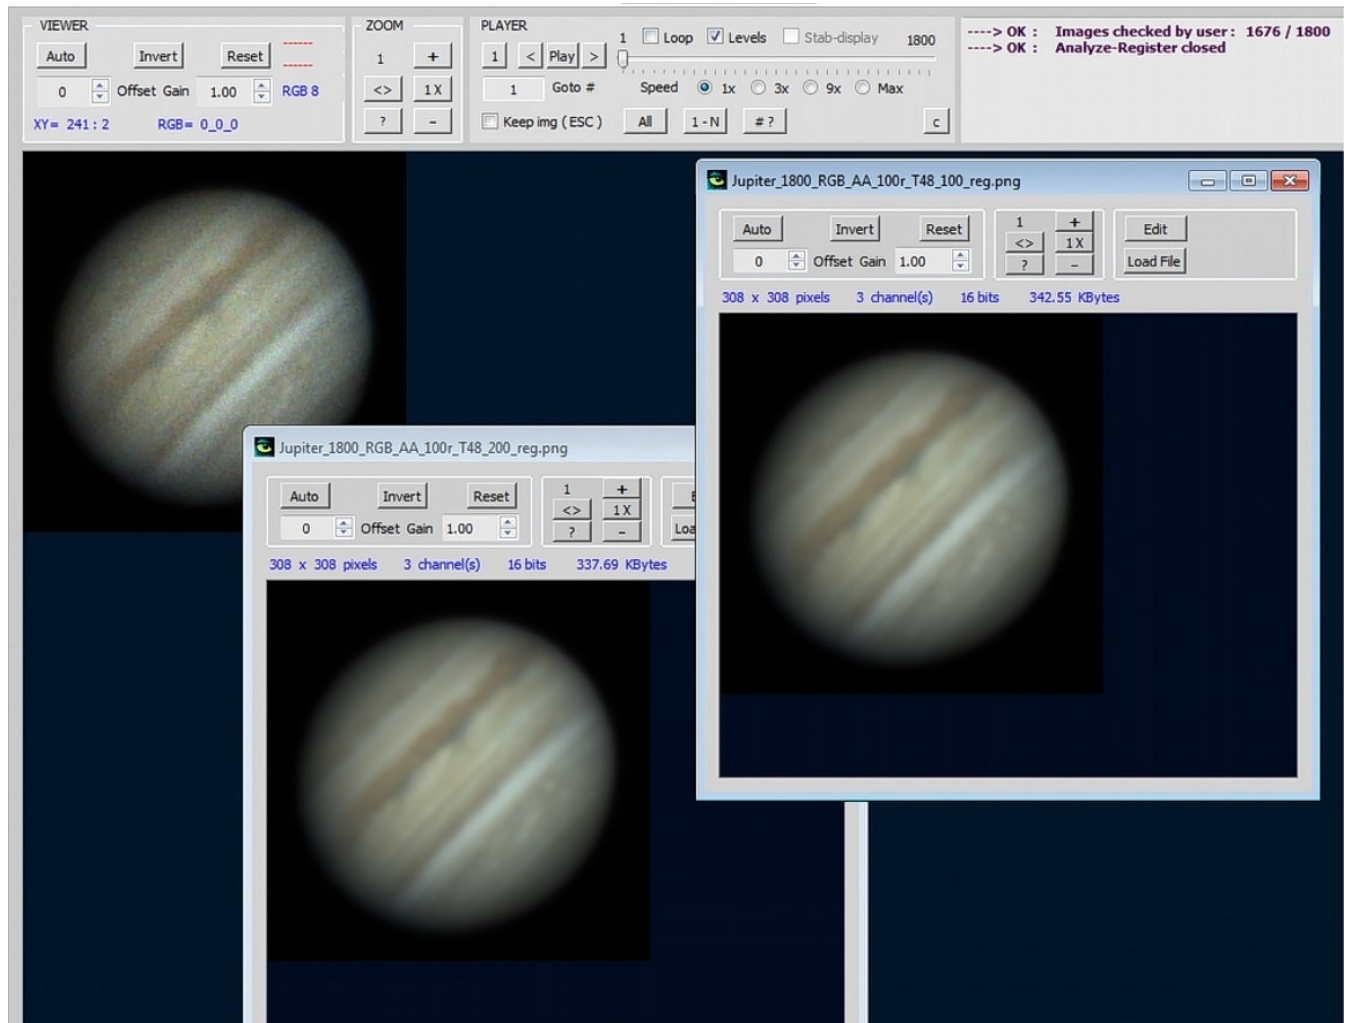 VIEWER
Auto Invert Reset ------
------
0 Offset Gain 1.00 RGB 8
XY= 241 : 2 RGB= 0_0_0
ZOOM
1 +
<> 1 X
? -
PLAYER
1 Loop Levels Stab-display 1800
1 < Play >
1 Goto # Speed 1x 3x 9x Max
Keep img ( ESC ) All 1 - N # ? c
----> OK : Images checked by user : 1676 / 1800
----> OK : Analyze-Register closed
Jupiter_1800_RGB_AA_100r_T48_100_reg.png
Auto Invert Reset 1 + Edit
<> 1 X
0 Offset Gain 1.00 ? - Load File
308 x 308 pixels 3 channel(s) 16 bits 342.55 KBytes
Jupiter_1800_RGB_AA_100r_T48_200_reg.png
Auto Invert Reset 1 + E
<> 1 X
0 Offset Gain 1.00 ? - Loa
308 x 308 pixels 3 channel(s) 16 bits 337.69 KBytes